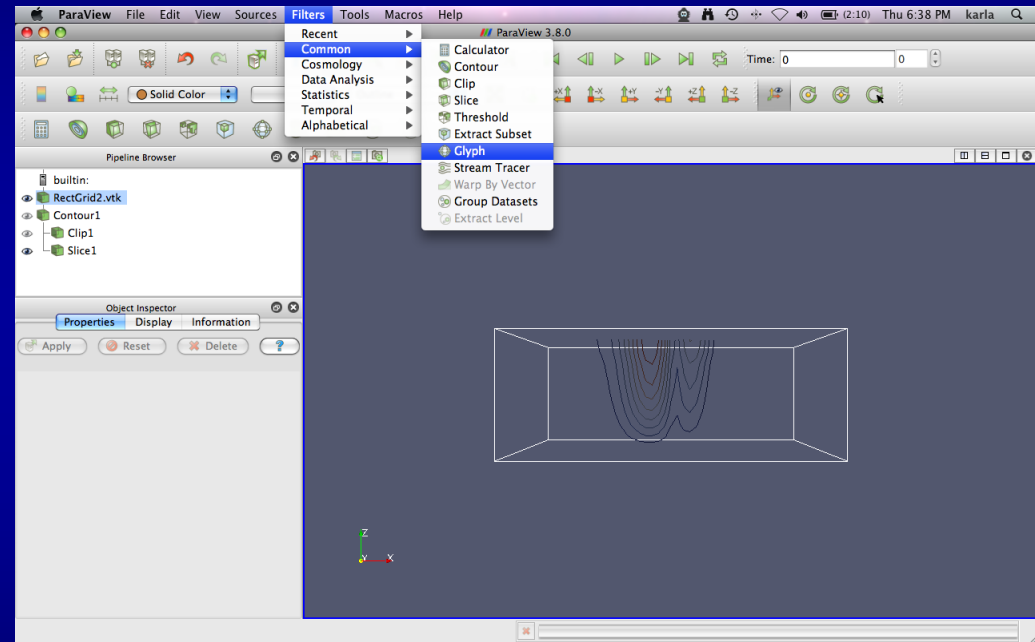 ParaView File Edit View Sources Filters Tools Macros Help (2:10) Thu 6:38 PM karla
ParaView 3.8.0
Recent
Common
Cosmology
Data Analysis
Statistics
Temporal
Alphabetical
Calculator
Contour
Clip
Slice
Threshold
Extract Subset
Glyph
Stream Tracer
Warp By Vector
Group Datasets
Extract Level
Time: 0 0
Solid Color
+X -X +Y -Y +Z -Z
Pipeline Browser
builtin:
RectGrid2.vtk
Contour1
Clip1
Slice1
Object Inspector
Properties Display Information
Apply Reset Delete ?
Z
Y X